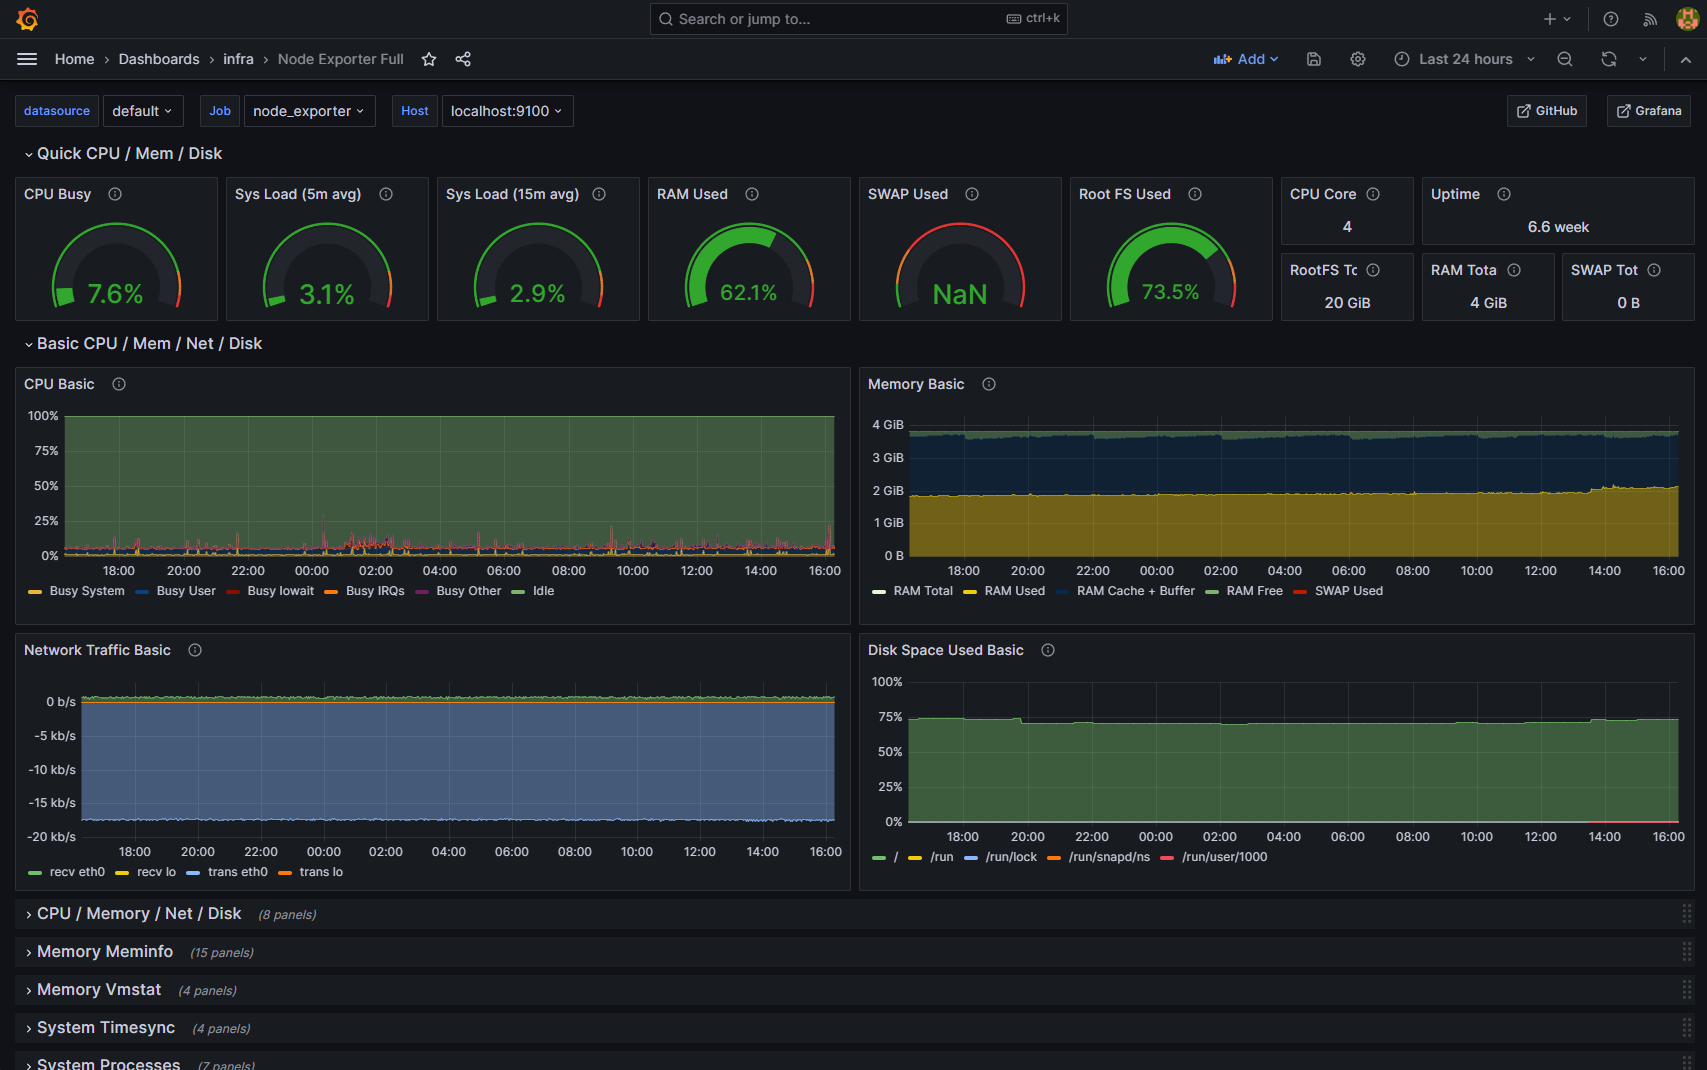 Search or jump to... ctrl+k
Home › Dashboards › infra › Node Exporter Full Add Last 24 hours
datasource default Job node_exporter Host localhost:9100 GitHub Grafana
Quick CPU / Mem / Disk
CPU Busy Sys Load (5m avg) Sys Load (15m avg) RAM Used SWAP Used Root FS Used CPU Core Uptime
4 6.6 week
RootFS To RAM Tota SWAP Tot
7.6% 3.1% 2.9% 62.1% NaN 73.5% 20 GiB 4 GiB 0 B
Basic CPU / Mem / Net / Disk
CPU Basic
100%
75%
50%
25%
0%
18:00 20:00 22:00 00:00 02:00 04:00 06:00 08:00 10:00 12:00 14:00 16:00
Busy System Busy User Busy Iowait Busy IRQs Busy Other Idle
Memory Basic
4 GiB
3 GiB
2 GiB
1 GiB
0 B
18:00 20:00 22:00 00:00 02:00 04:00 06:00 08:00 10:00 12:00 14:00 16:00
RAM Total RAM Used RAM Cache + Buffer RAM Free SWAP Used
Network Traffic Basic
0 b/s
-5 kb/s
-10 kb/s
-15 kb/s
-20 kb/s
18:00 20:00 22:00 00:00 02:00 04:00 06:00 08:00 10:00 12:00 14:00 16:00
recv eth0 recv lo trans eth0 trans lo
Disk Space Used Basic
100%
75%
50%
25%
0%
18:00 20:00 22:00 00:00 02:00 04:00 06:00 08:00 10:00 12:00 14:00 16:00
/ /run /run/lock /run/snapd/ns /run/user/1000
CPU / Memory / Net / Disk (8 panels)
Memory Meminfo (15 panels)
Memory Vmstat (4 panels)
System Timesync (4 panels)
System Processes (7 panels)